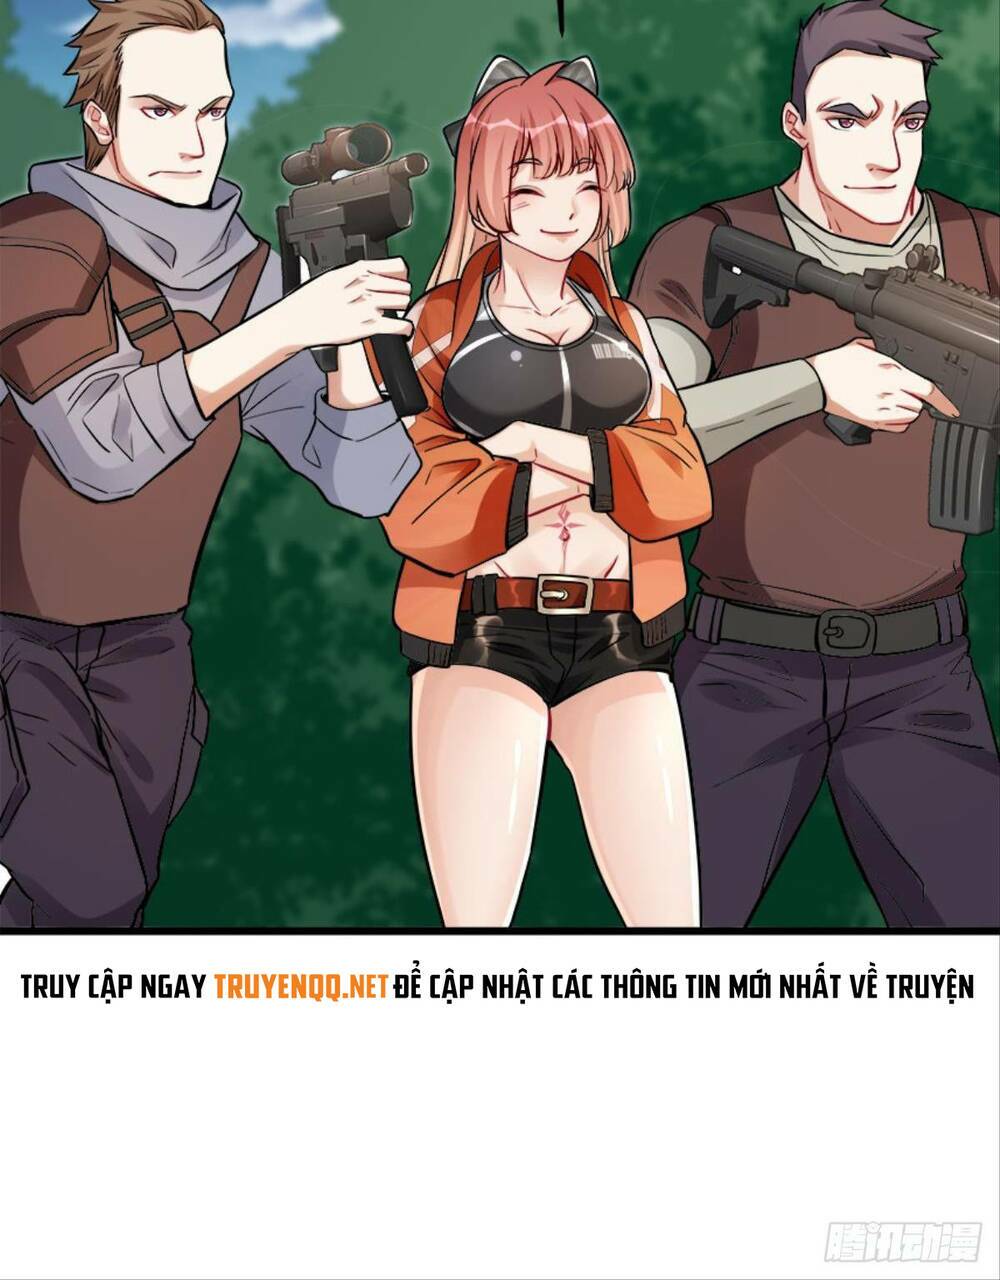 TRUY CẬP NGAY TRUYENQQ.NET ĐỂ CẬP NHẬT CÁC THÔNG TIN MỚI NHẤT VỀ TRUYỆN
腾讯动漫